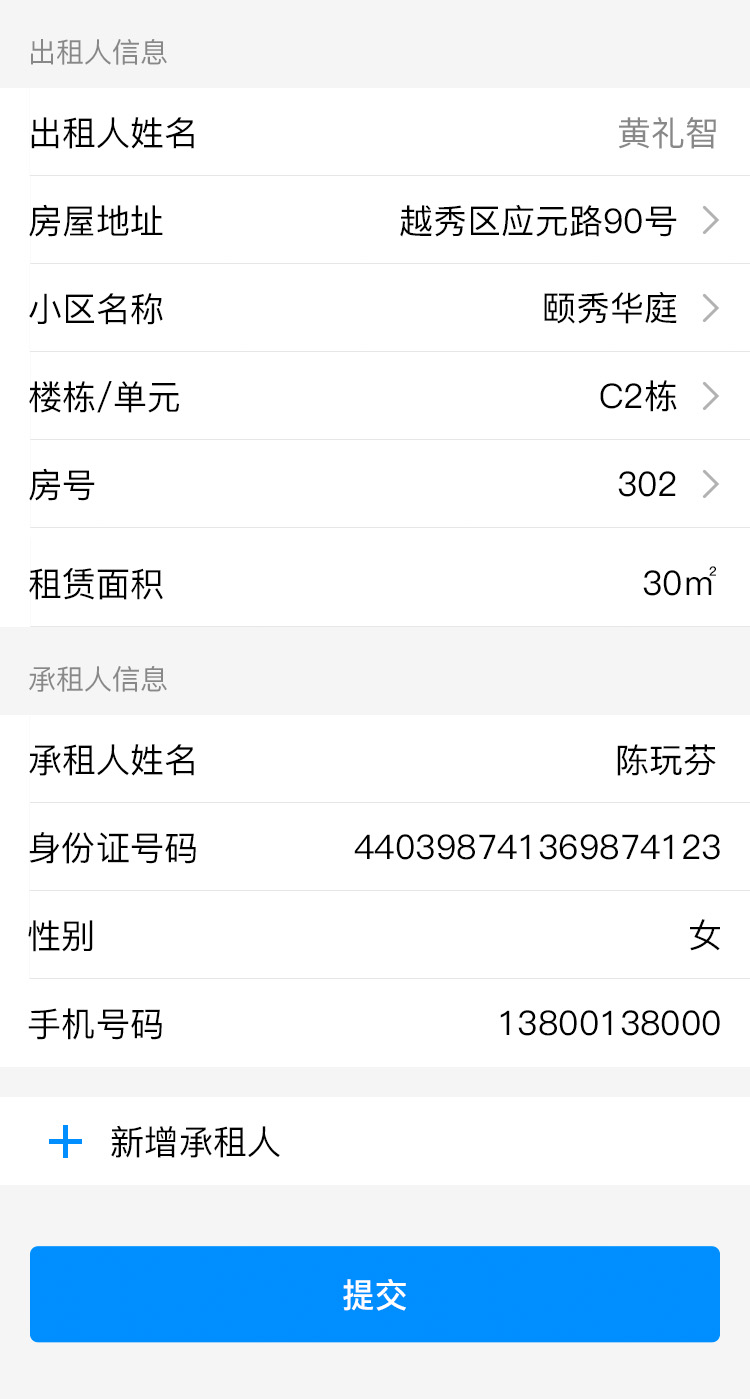 出租人信息
出租人姓名 黄礼智
房屋地址 越秀区应元路90号
小区名称 颐秀华庭
楼栋/单元 C2栋
房号 302
租赁面积 30㎡
承租人信息
承租人姓名 陈玩芬
身份证号码 440398741369874123
性别 女
手机号码 13800138000
新增承租人
提交